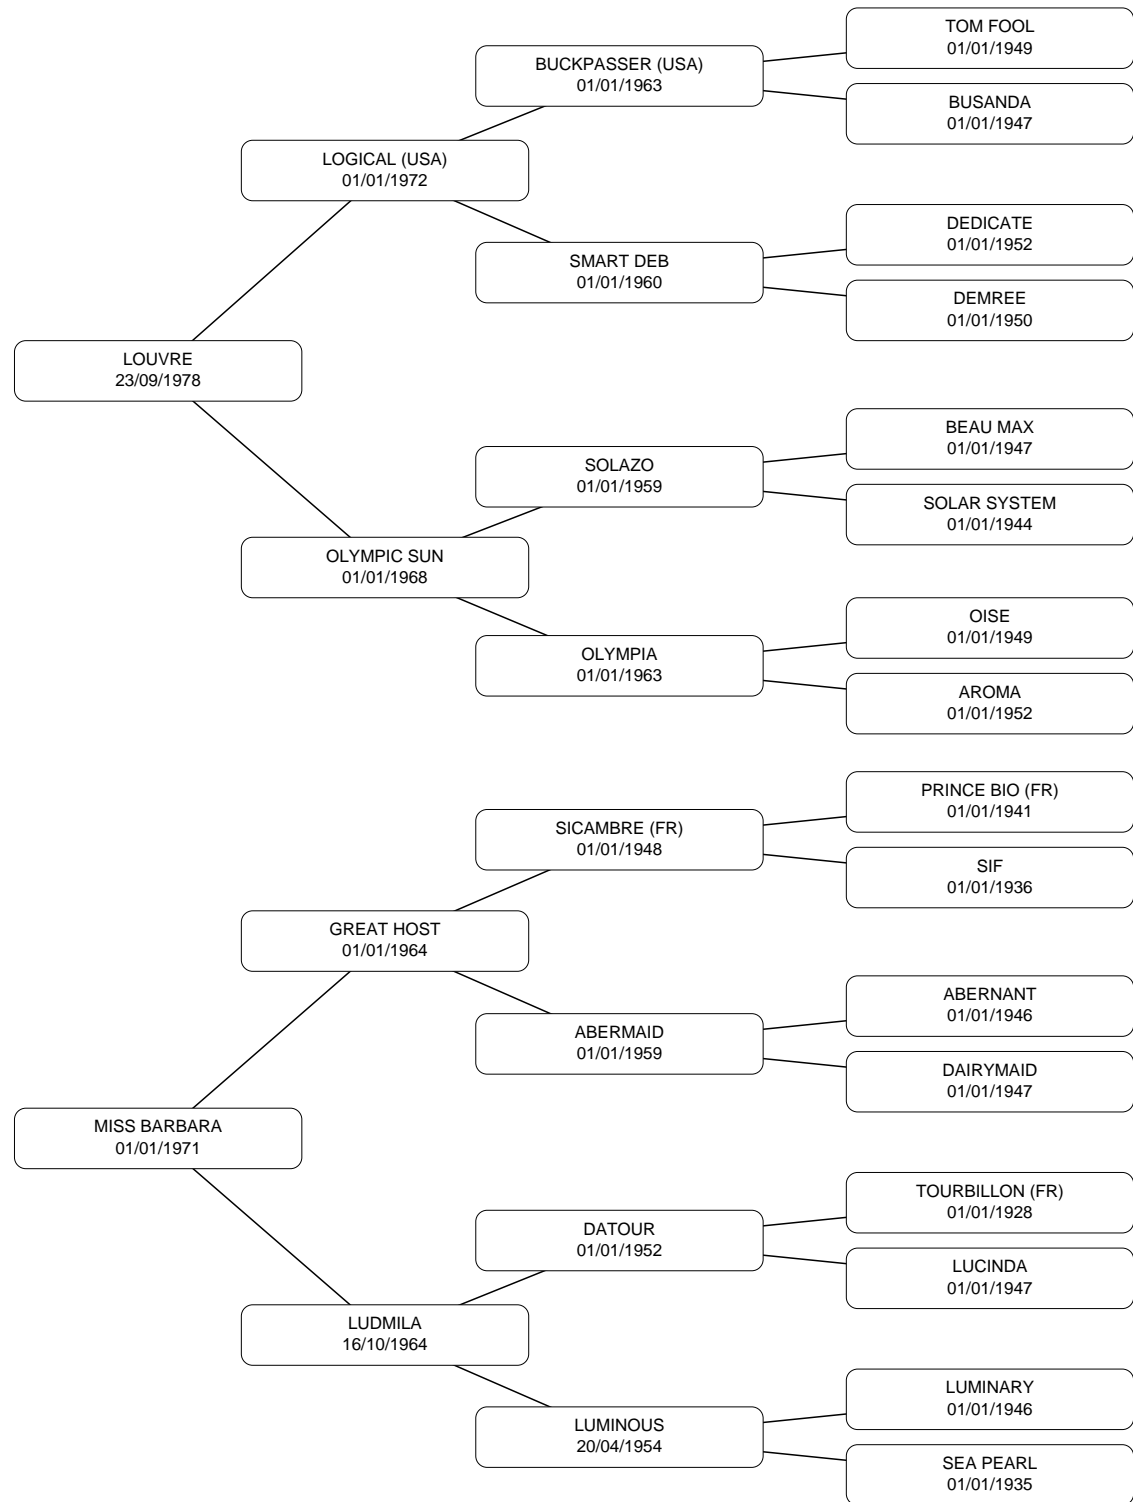 TOM FOOL
01/01/1949
BUCKPASSER (USA)
01/01/1963
BUSANDA
01/01/1947
LOGICAL (USA)
01/01/1972
DEDICATE
01/01/1952
SMART DEB
01/01/1960
DEMREE
01/01/1950
LOUVRE
23/09/1978
BEAU MAX
01/01/1947
SOLAZO
01/01/1959
SOLAR SYSTEM
01/01/1944
OLYMPIC SUN
01/01/1968
OISE
01/01/1949
OLYMPIA
01/01/1963
AROMA
01/01/1952
PRINCE BIO (FR)
01/01/1941
SICAMBRE (FR)
01/01/1948
SIF
01/01/1936
GREAT HOST
01/01/1964
ABERNANT
01/01/1946
ABERMAID
01/01/1959
DAIRYMAID
01/01/1947
MISS BARBARA
01/01/1971
TOURBILLON (FR)
01/01/1928
DATOUR
01/01/1952
LUCINDA
01/01/1947
LUDMILA
16/10/1964
LUMINARY
01/01/1946
LUMINOUS
20/04/1954
SEA PEARL
01/01/1935